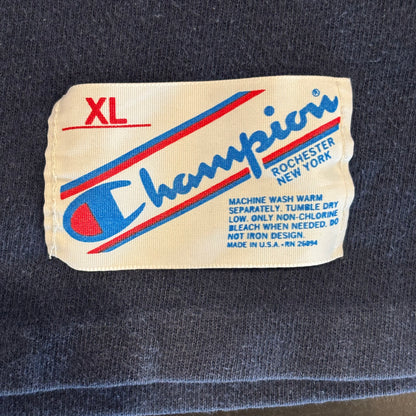 XL
Champion
ROCHESTER
NEW YORK
MACHINE WASH WARM
SEPARATELY. TUMBLE DRY
LOW. ONLY NON-CHLORINE
BLEACH WHEN NEEDED. DO
NOT IRON DESIGN.
MADE IN U.S.A. • RN 26094